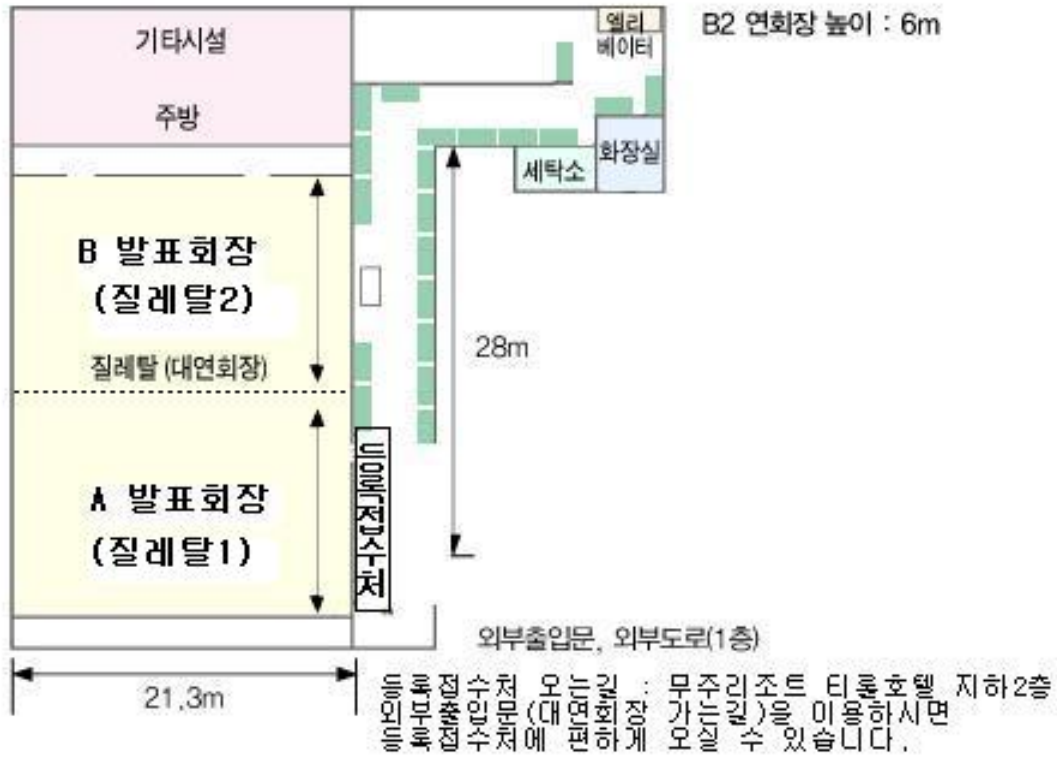 기타시설
주방
엘리
베이터
B2 연회장 높이 : 6m
화장실
세탁소
B 발표회장
(질레탈2)
질레탈 (대연회장)
28m
A 발표회장
(질레탈1)
등록접수처
외부출입문, 외부도로(1층)
21,3m
등록접수처 오는길 : 무주리조트 티롤호텔 지하2층
외부출입문(대연회장 가는길)을 이용하시면
등록접수처에 편하게 오실 수 있습니다.